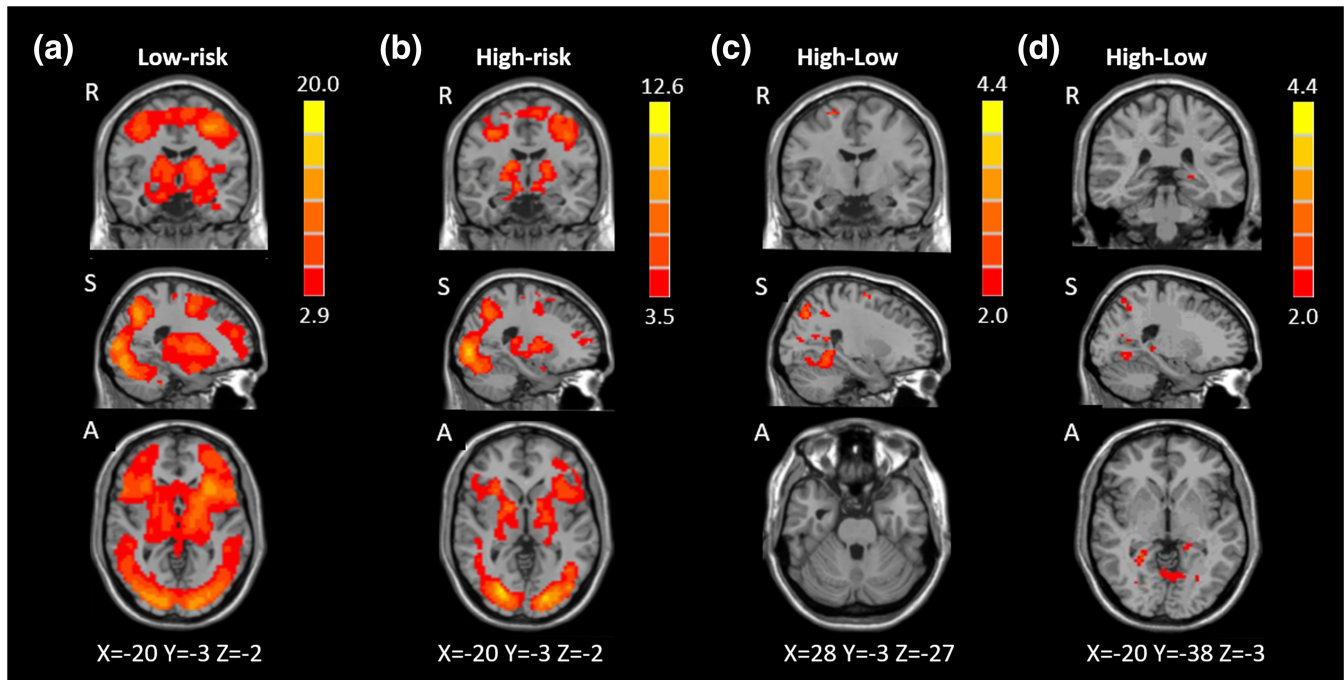 (a) (b) (c) (d)
Low-risk High-risk High-Low High-Low
R 20.0 R 12.6 R 4.4 R 4.4
S 2.9 S 3.5 S 2.0 S 2.0
A A A A
X=-20 Y=-3 Z=-2 X=-20 Y=-3 Z=-2 X=28 Y=-3 Z=-27 X=-20 Y=-38 Z=-3